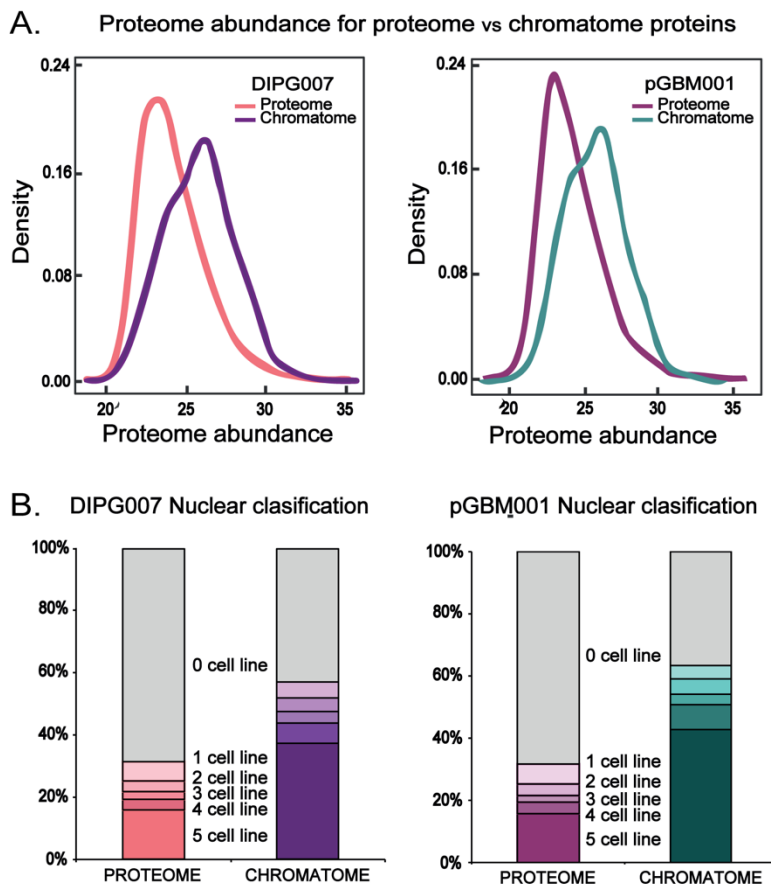 A. Proteome abundance for proteome vs chromatome proteins
DIPG007
Proteome
Chromatome
0.24
0.16
0.08
0.00
Density
20
25
30
35
Proteome abundance
pGBM001
Proteome
Chromatome
0.24
0.16
0.08
0.00
Density
20
25
30
35
Proteome abundance
B. DIPG007 Nuclear clasification
100%
80%
60%
40%
20%
0%
0 cell line
1 cell line
2 cell line
3 cell line
4 cell line
5 cell line
PROTEOME
CHROMATOME
pGBM001 Nuclear clasification
100%
80%
60%
40%
20%
0%
0 cell line
1 cell line
2 cell line
3 cell line
4 cell line
5 cell line
PROTEOME
CHROMATOME